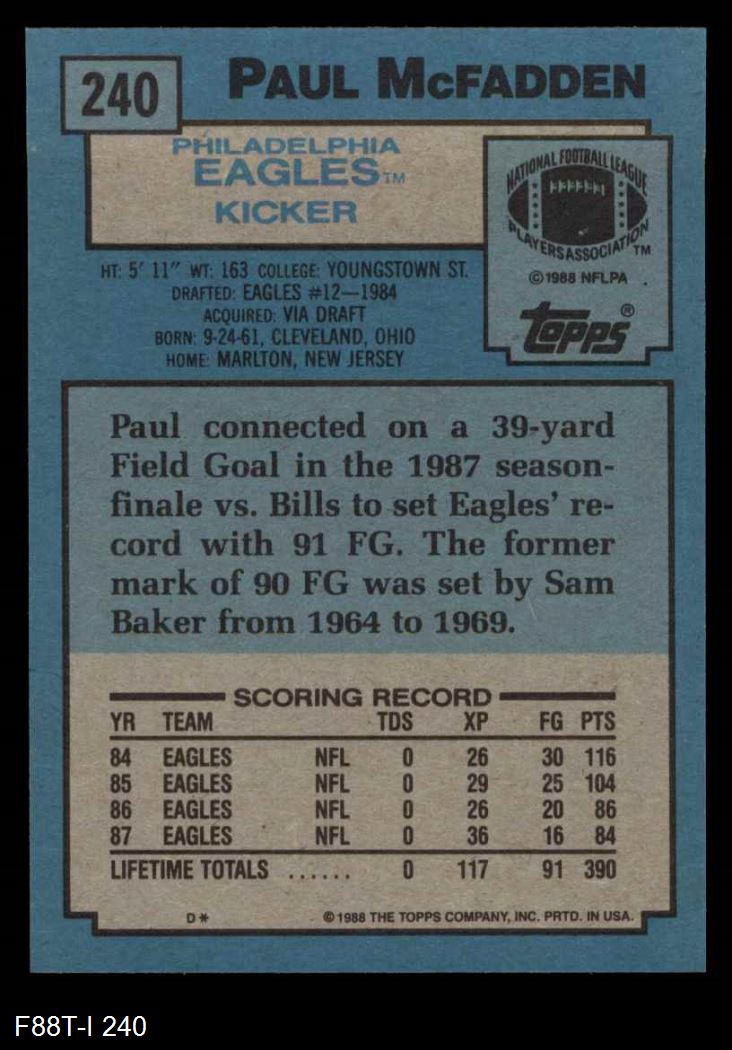 240
PAUL McFADDEN
PHILADELPHIA
EAGLES™
KICKER
NATIONAL FOOTBALL LEAGUE
PLAYERS ASSOCIATION™
©1988 NFLPA
topps®
HT: 5' 11" WT: 163 COLLEGE: YOUNGSTOWN ST.
DRAFTED: EAGLES #12—1984
ACQUIRED: VIA DRAFT
BORN: 9-24-61, CLEVELAND, OHIO
HOME: MARLTON, NEW JERSEY
Paul connected on a 39-yard
Field Goal in the 1987 season-
finale vs. Bills to set Eagles' re-
cord with 91 FG. The former
mark of 90 FG was set by Sam
Baker from 1964 to 1969.
SCORING RECORD
YR TEAM TDS XP FG PTS
84 EAGLES NFL 0 26 30 116
85 EAGLES NFL 0 29 25 104
86 EAGLES NFL 0 26 20 86
87 EAGLES NFL 0 36 16 84
LIFETIME TOTALS ...... 0 117 91 390
D* ©1988 THE TOPPS COMPANY, INC. PRTD. IN USA.
F88T-I 240